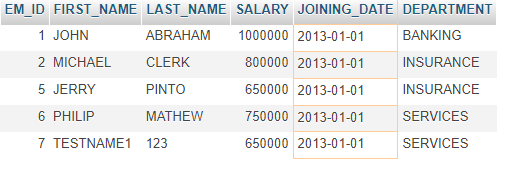 EM_ID FIRST_NAME LAST_NAME SALARY JOINING_DATE DEPARTMENT
1 JOHN ABRAHAM 1000000 2013-01-01 BANKING
2 MICHAEL CLERK 800000 2013-01-01 INSURANCE
5 JERRY PINTO 650000 2013-01-01 INSURANCE
6 PHILIP MATHEW 750000 2013-01-01 SERVICES
7 TESTNAME1 123 650000 2013-01-01 SERVICES